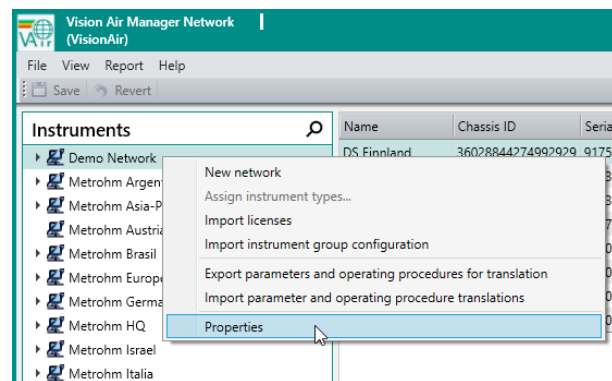 Vision Air Manager Network
(VisionAir)
VAir
File View Report Help
Save Revert
Instruments
Name Chassis ID
Demo Network
DS Finnland 36028844274992929 9175
Metrohm
Metrohm
Metrohm
Metrohm Brasil
Metrohm
Metrohm
Metrohm HQ
Metrohm Israel
Metrohm Italia
New network
Assign instrument types...
Import licenses
Import instrument group configuration
Export parameters and operating procedures for translation
Import parameter and operating procedure translations
Properties